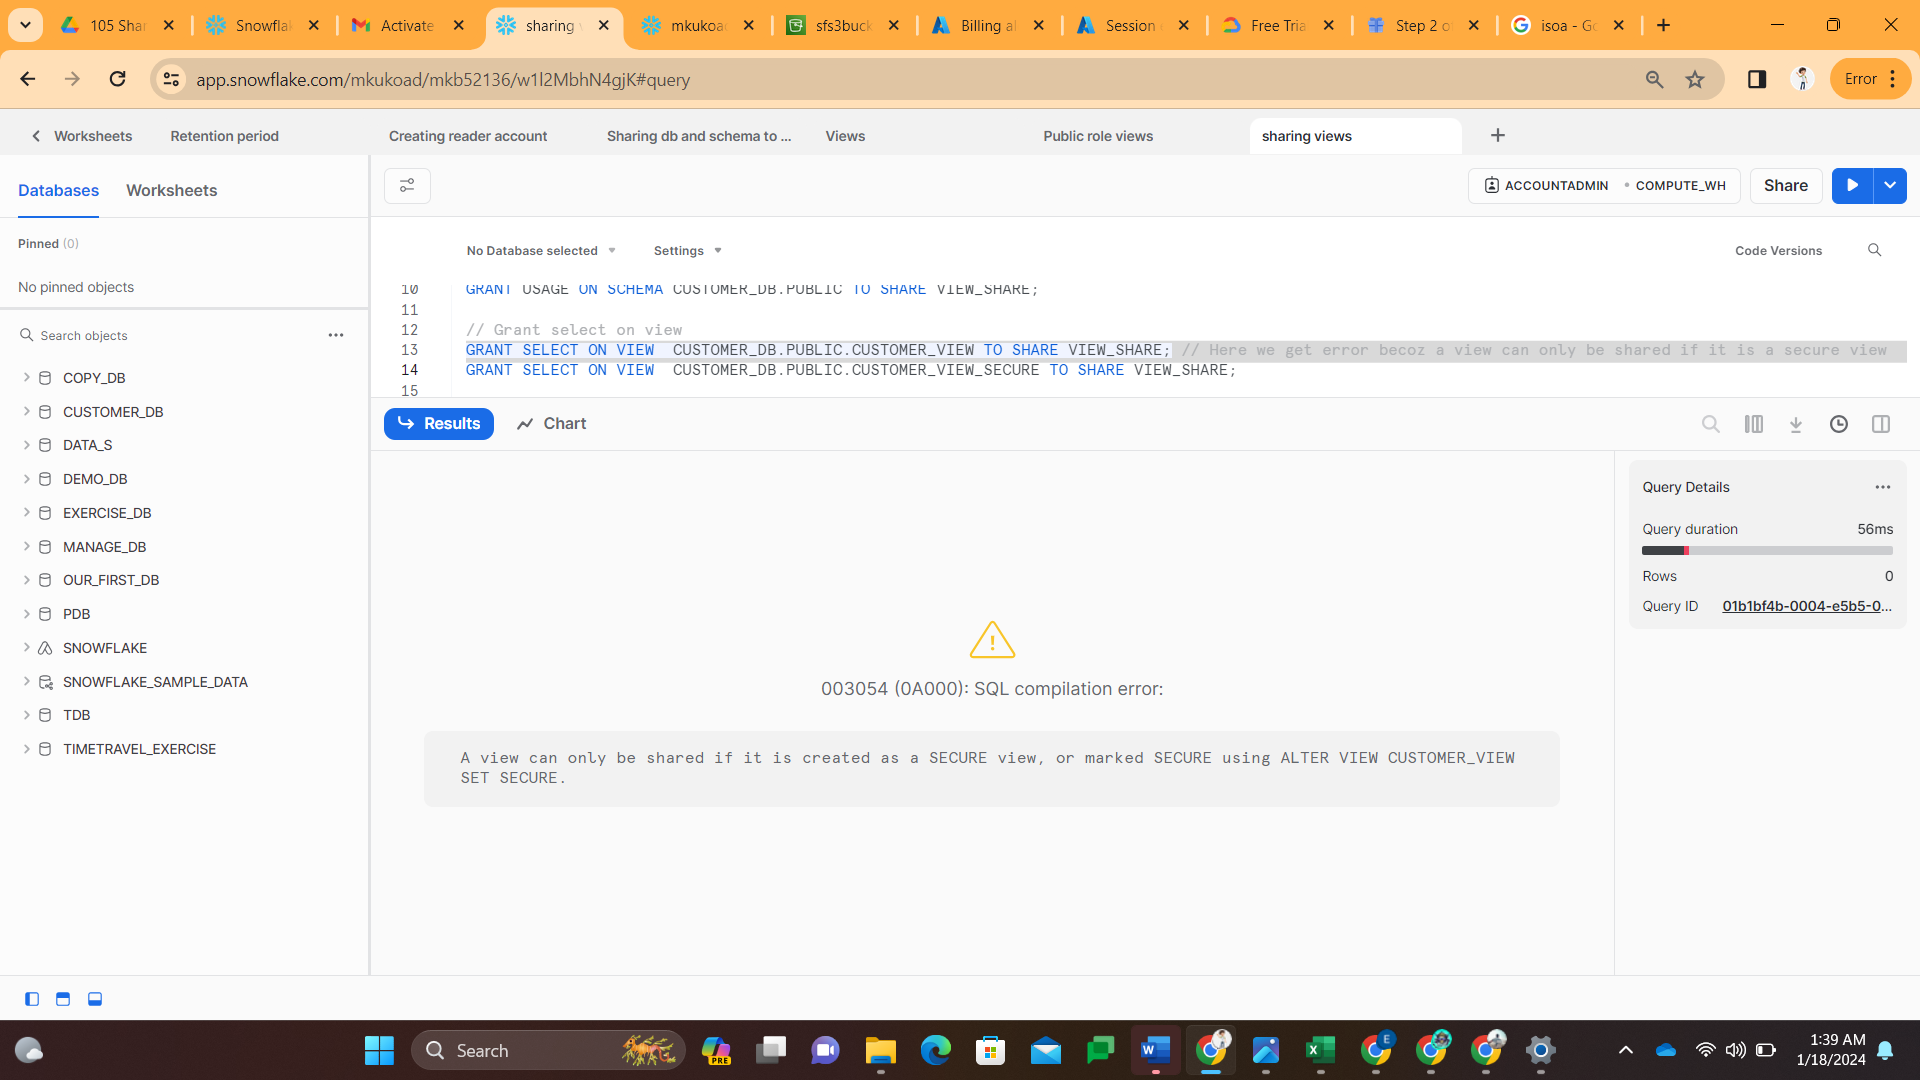 105 Shar
Snowflak
Activate
sharing v
mkukoad
sfs3buck
Billing al
Session
Free Tria
Step 2 o
isoa - Go
app.snowflake.com/mkukoad/mkb52136/w1l2MbhN4gjK#query
Error
Worksheets
Retention period
Creating reader account
Sharing db and schema to ...
Views
Public role views
sharing views
Databases
Worksheets
ACCOUNTADMIN
COMPUTE_WH
Share
Pinned (0)
No pinned objects
Search objects
COPY_DB
CUSTOMER_DB
DATA_S
DEMO_DB
EXERCISE_DB
MANAGE_DB
OUR_FIRST_DB
PDB
SNOWFLAKE
SNOWFLAKE_SAMPLE_DATA
TDB
TIMETRAVEL_EXERCISE
No Database selected
Settings
Code Versions
10 GRANT USAGE ON SCHEMA CUSTOMER_DB.PUBLIC TO SHARE VIEW_SHARE;
11
12 // Grant select on view
13 GRANT SELECT ON VIEW  CUSTOMER_DB.PUBLIC.CUSTOMER_VIEW TO SHARE VIEW_SHARE; // Here we get error becoz a view can only be shared if it is a secure view
14 GRANT SELECT ON VIEW  CUSTOMER_DB.PUBLIC.CUSTOMER_VIEW_SECURE TO SHARE VIEW_SHARE;
15
Results
Chart
003054 (0A000): SQL compilation error:
A view can only be shared if it is created as a SECURE view, or marked SECURE using ALTER VIEW CUSTOMER_VIEW
SET SECURE.
Query Details
Query duration 56ms
Rows 0
Query ID 01b1bf4b-0004-e5b5-0...
Search
PRE
E
1:39 AM
1/18/2024